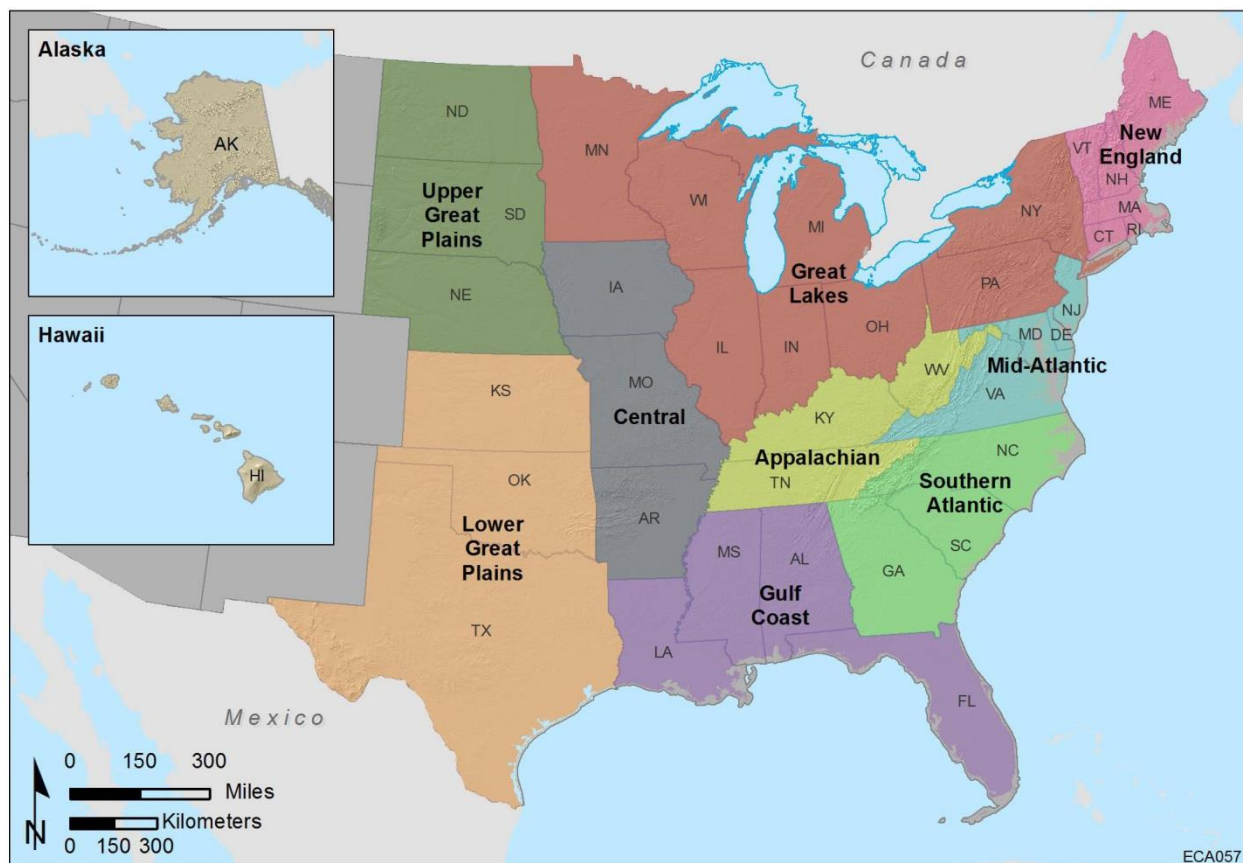 Alaska
AK
Hawaii
HI
Canada
Mexico
ND
Upper
Great
Plains
SD
NE
MN
WI
MI
Great
Lakes
IL
IN
OH
NY
PA
ME
New
England
VT
NH
MA
CT
RI
NJ
MD
DE
Mid-Atlantic
VA
WV
KY
Appalachian
TN
IA
MO
Central
AR
KS
OK
Lower
Great
Plains
TX
NC
Southern
Atlantic
SC
GA
MS
AL
Gulf
Coast
LA
FL
0 150 300
Miles
Kilometers
0 150 300
N
ECA057